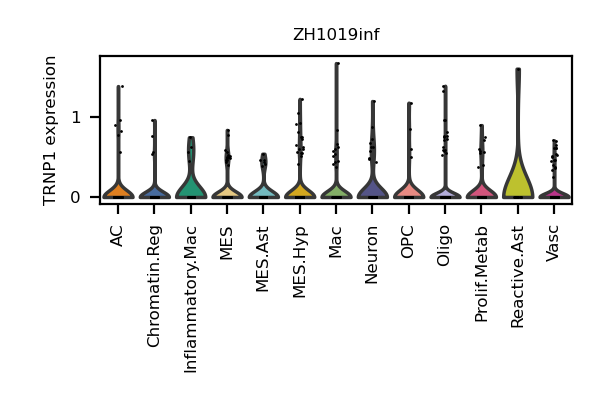 ZH1019inf
TRNP1 expression
1
0
AC
Chromatin.Reg
Inflammatory.Mac
MES
MES.Ast
MES.Hyp
Mac
Neuron
OPC
Oligo
Prolif.Metab
Reactive.Ast
Vasc